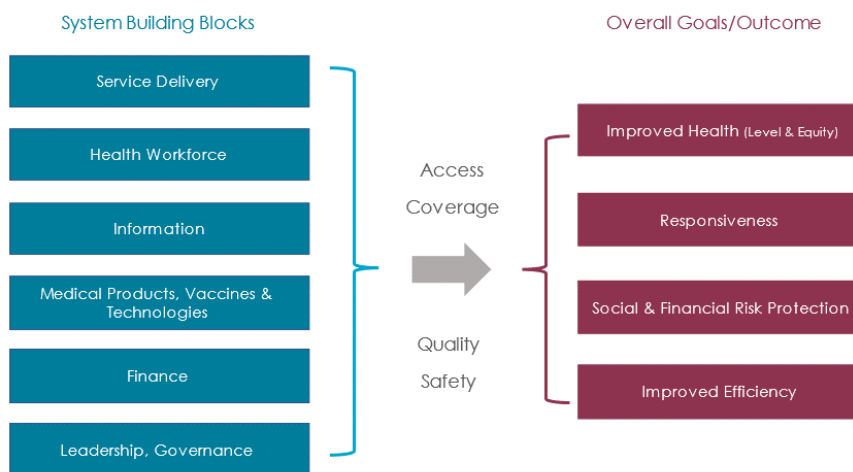 System Building Blocks
Service Delivery
Health Workforce
Information
Medical Products, Vaccines &
Technologies
Finance
Leadership, Governance
Access
Coverage
Quality
Safety
Overall Goals/Outcome
Improved Health (Level & Equity)
Responsiveness
Social & Financial Risk Protection
Improved Efficiency